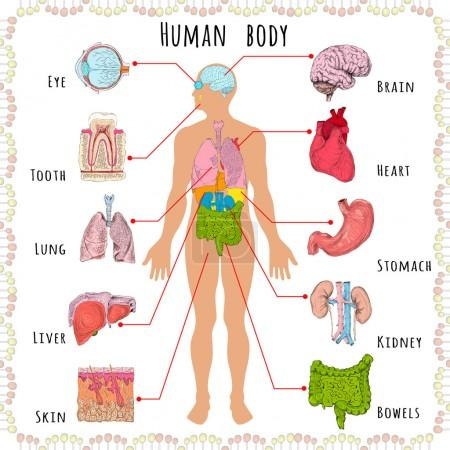 Human body
Eye
Brain
Tooth
Heart
Lung
Stomach
Liver
Kidney
Skin
Bowels